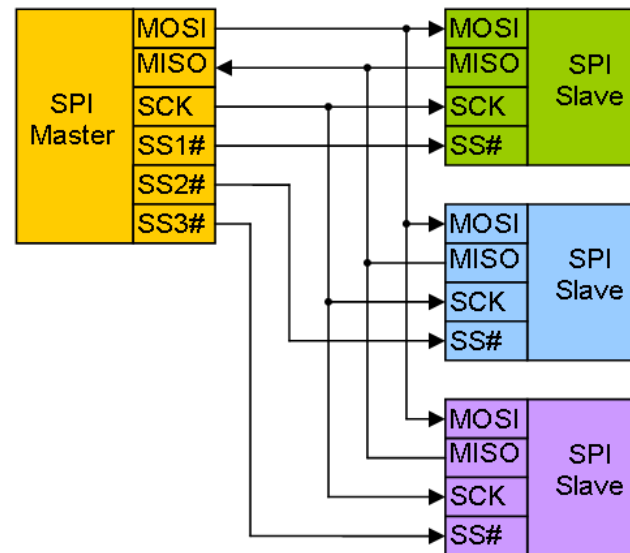 SPI
Master
MOSI
MISO
SCK
SS1#
SS2#
SS3#
MOSI
MISO
SCK
SS#
SPI
Slave
MOSI
MISO
SCK
SS#
SPI
Slave
MOSI
MISO
SCK
SS#
SPI
Slave